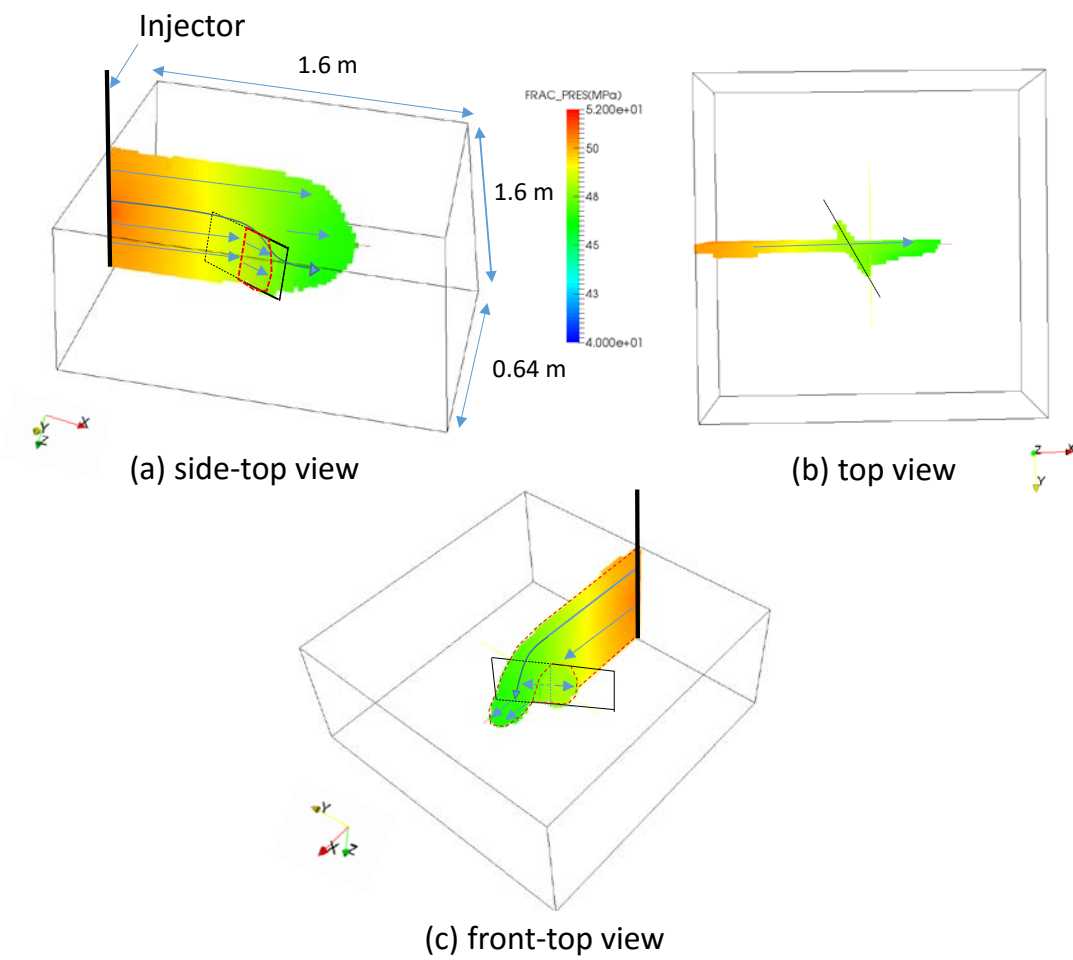 Injector
1.6 m
FRAC_PRES(MPa)
5.200e+01
50
48
45
43
4.000e+01
1.6 m
0.64 m
Y
Z
X
(a) side-top view
(b) top view
Z
X
Y
Y
X
Z
(c) front-top view